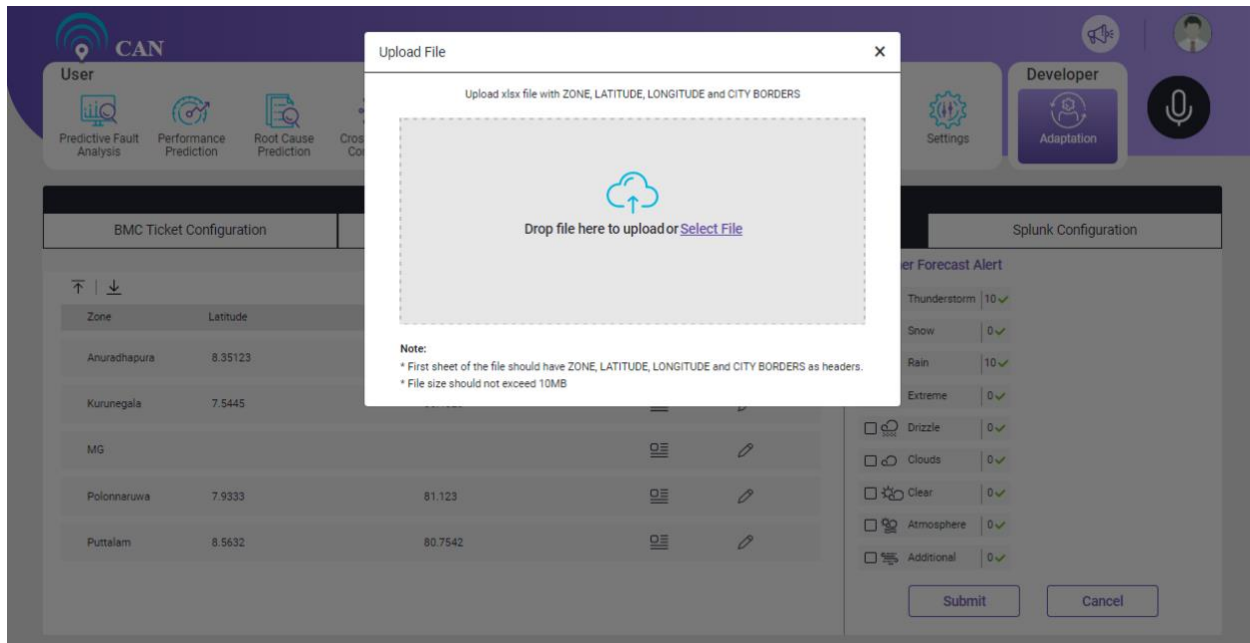 CAN
Upload File
×
User
Developer
Upload xlsx file with ZONE, LATITUDE, LONGITUDE and CITY BORDERS
Predictive Fault
Analysis
Performance
Prediction
Root Cause
Prediction
Cros
Co
Settings
Adaptation
Drop file here to upload or Select File
BMC Ticket Configuration
Splunk Configuration
er Forecast Alert
Zone Latitude
Thunderstorm 10
Snow 0
Anuradhapura 8.35123
Rain 10
Note:
* First sheet of the file should have ZONE, LATITUDE, LONGITUDE and CITY BORDERS as headers.
* File size should not exceed 10MB
Kurunegala 7.5445
Extreme 0
Drizzle 0
MG
Clouds 0
Polonnaruwa 7.9333 81.123
Clear 0
Atmosphere 0
Puttalam 8.5632 80.7542
Additional 0
Submit Cancel